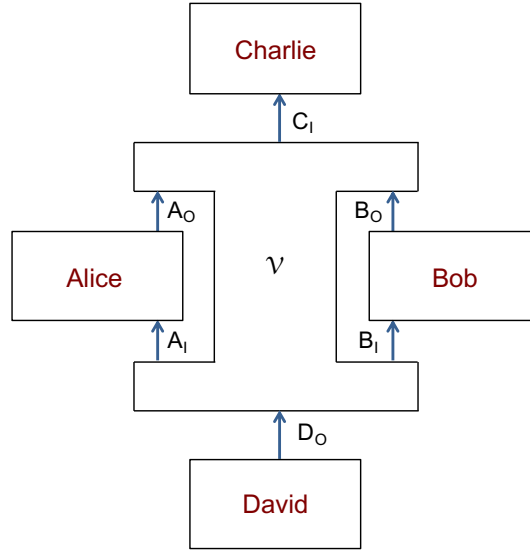 Charlie
C_I
A_O B_O
Alice ν Bob
A_I B_I
D_O
David